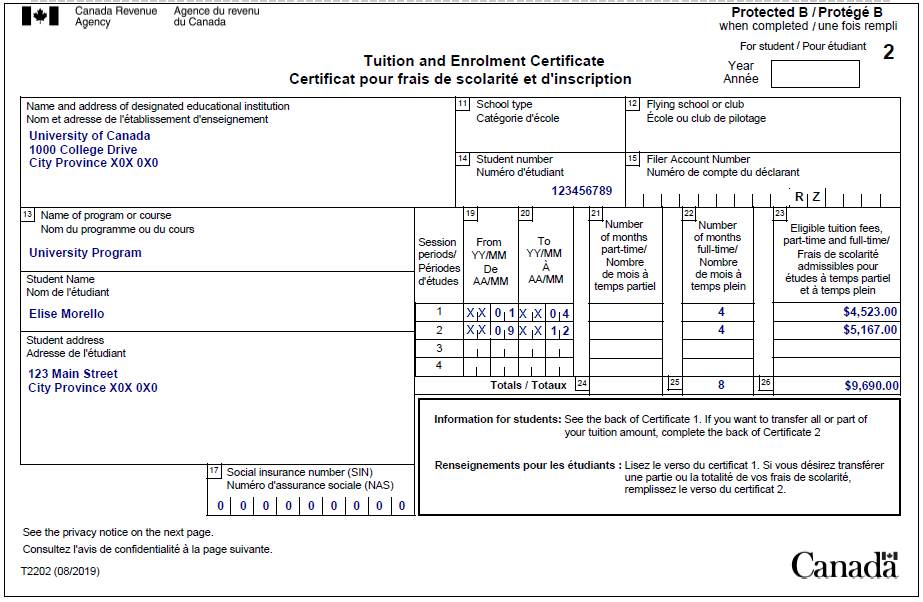 Canada Revenue Agence du revenu
Agency du Canada
Protected B / Protégé B
when completed / une fois rempli
For student / Pour étudiant 2
Tuition and Enrolment Certificate
Certificat pour frais de scolarité et d'inscription
Year
Année
Name and address of designated educational institution
Nom et adresse de l'établissement d'enseignement
University of Canada
1000 College Drive
City Province X0X 0X0
11 School type
Catégorie d'école
12 Flying school or club
École ou club de pilotage
14 Student number
Numéro d'étudiant
123456789
15 Filer Account Number
Numéro de compte du déclarant
R Z
13 Name of program or course
Nom du programme ou du cours
University Program
Student Name
Nom de l'étudiant
Elise Morello
Student address
Adresse de l'étudiant
123 Main Street
City Province X0X 0X0
Session
periods/
Périodes
d'études
19
From
YY/MM
De
AA/MM
20
To
YY/MM
À
AA/MM
21
Number
of months
part-time/
Nombre
de mois à
temps partiel
22
Number
of months
full-time/
Nombre
de mois à
temps plein
23
Eligible tuition fees,
part-time and full-time/
Frais de scolarité
admissibles pour
études à temps partiel
et à temps plein
1 X X 0 1 X X 0 4 4 $4,523.00
2 X X 0 9 X X 1 2 4 $5,167.00
3
4
Totals / Totaux 24 25 8 26 $9,690.00
Information for students: See the back of Certificate 1. If you want to transfer all or part of
your tuition amount, complete the back of Certificate 2
Renseignements pour les étudiants : Lisez le verso du certificat 1. Si vous désirez transférer
une partie ou la totalité de vos frais de scolarité,
remplissez le verso du certificat 2.
17 Social insurance number (SIN)
Numéro d'assurance sociale (NAS)
0 0 0 0 0 0 0 0 0
See the privacy notice on the next page.
Consultez l'avis de confidentialité à la page suivante.
T2202 (08/2019)
Canada